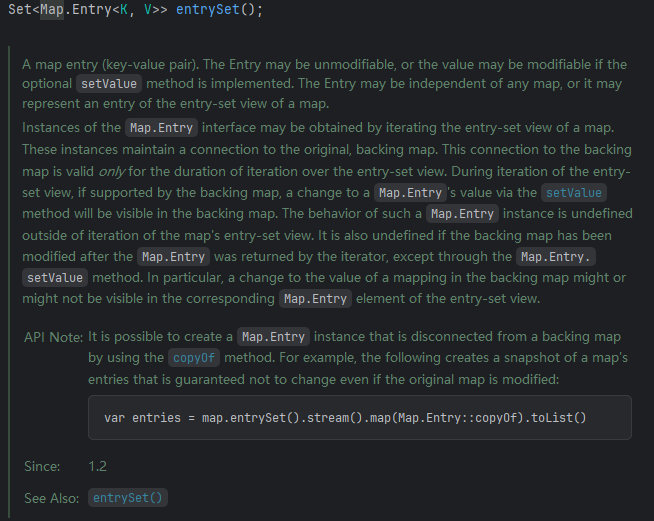 Set<Map.Entry<K, V>> entrySet();
A map entry (key-value pair). The Entry may be unmodifiable, or the value may be modifiable if the
optional setValue method is implemented. The Entry may be independent of any map, or it may
represent an entry of the entry-set view of a map.
Instances of the Map.Entry interface may be obtained by iterating the entry-set view of a map.
These instances maintain a connection to the original, backing map. This connection to the backing
map is valid only for the duration of iteration over the entry-set view. During iteration of the entry-
set view, if supported by the backing map, a change to a Map.Entry's value via the setValue
method will be visible in the backing map. The behavior of such a Map.Entry instance is undefined
outside of iteration of the map's entry-set view. It is also undefined if the backing map has been
modified after the Map.Entry was returned by the iterator, except through the Map.Entry.
setValue method. In particular, a change to the value of a mapping in the backing map might or
might not be visible in the corresponding Map.Entry element of the entry-set view.
API Note: It is possible to create a Map.Entry instance that is disconnected from a backing map
by using the copyOf method. For example, the following creates a snapshot of a map's
entries that is guaranteed not to change even if the original map is modified:
var entries = map.entrySet().stream().map(Map.Entry::copyOf).toList()
Since: 1.2
See Also: entrySet()